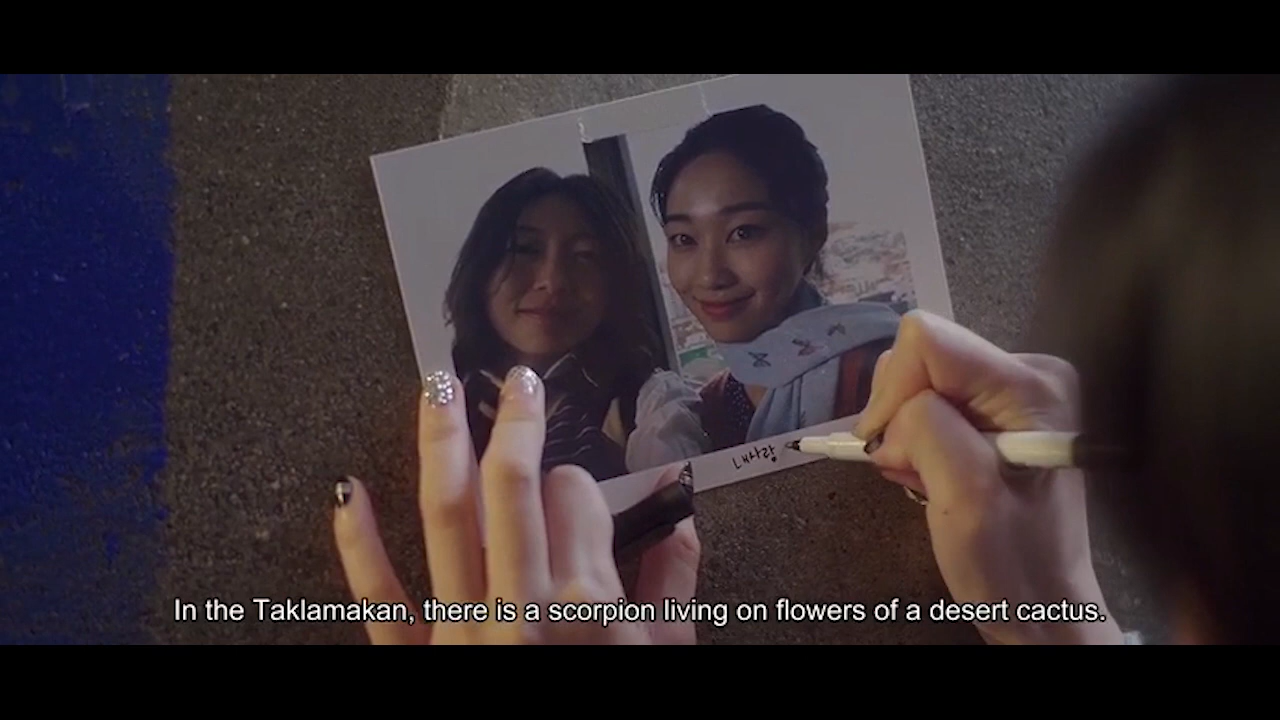 내사랑
In the Taklamakan, there is a scorpion living on flowers of a desert cactus.